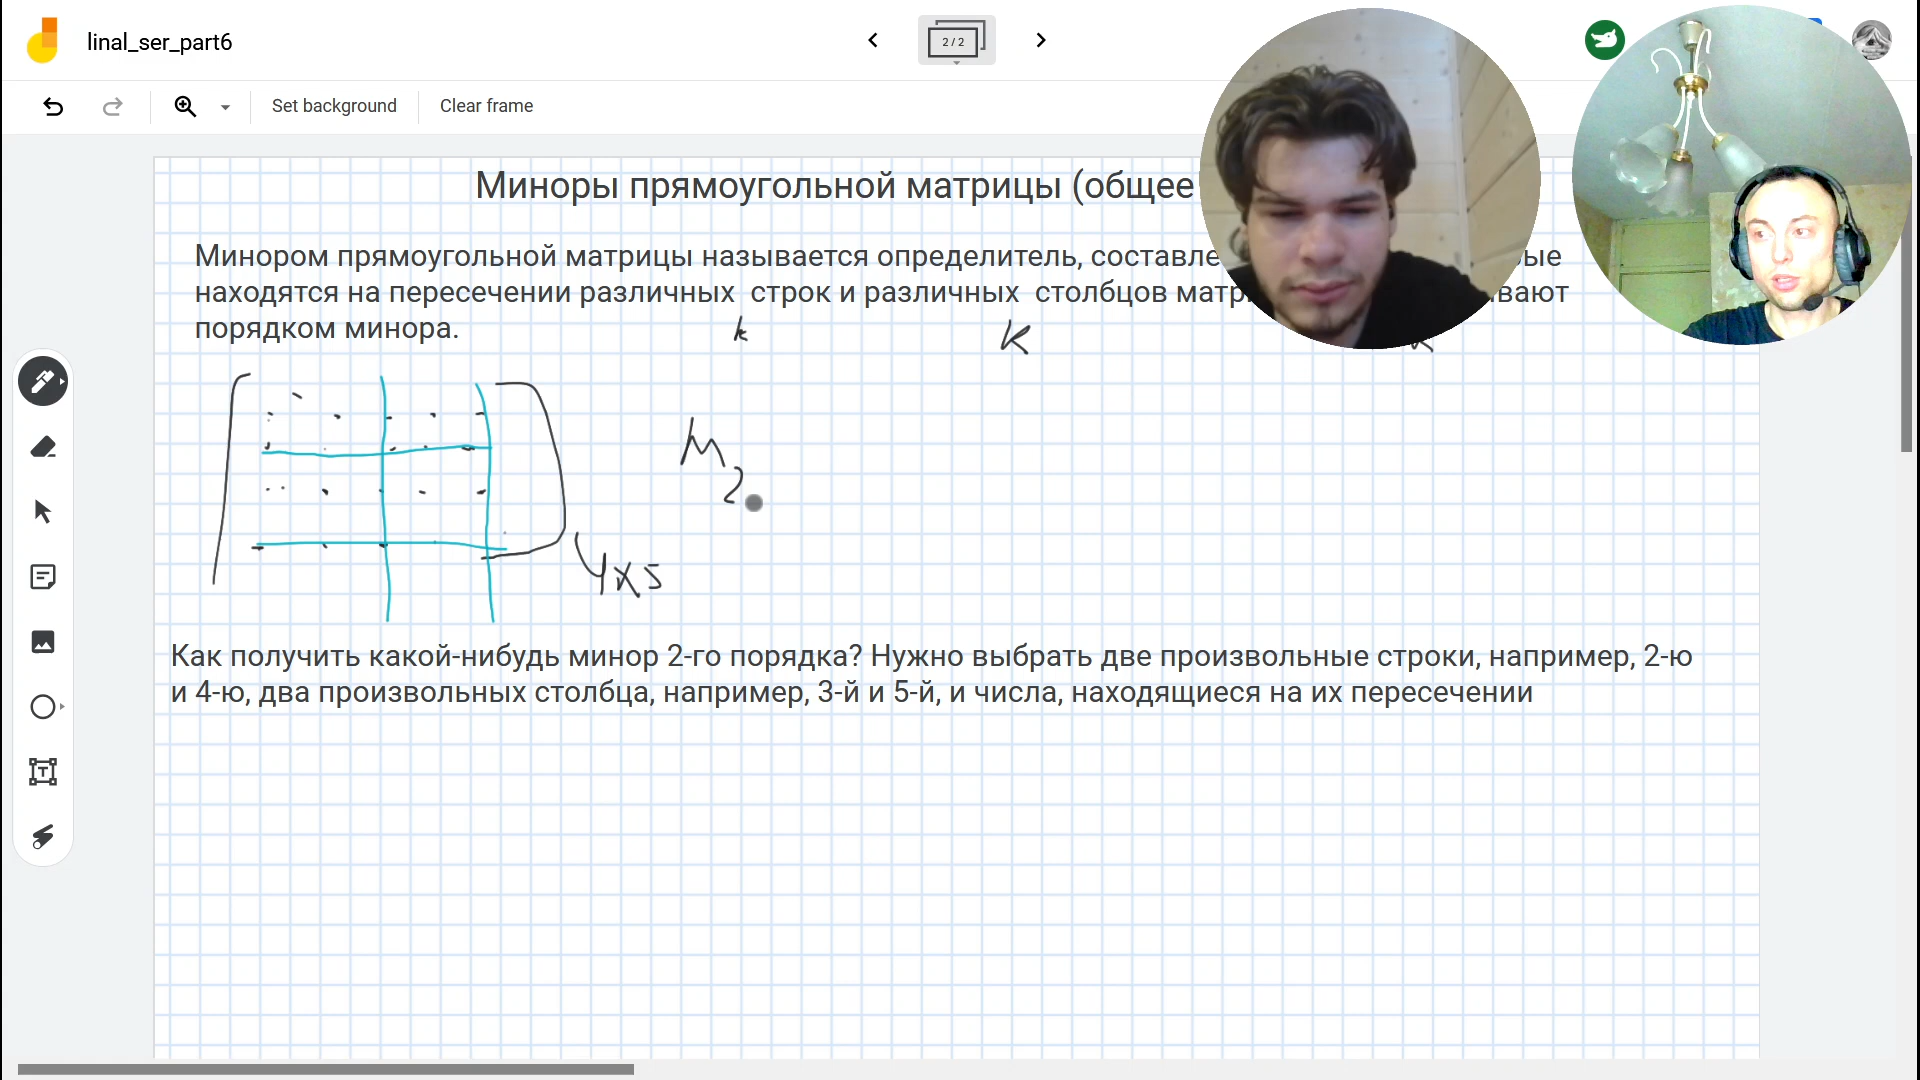 linal_ser_part6
2 / 2
Set background
Clear frame
Миноры прямоугольной матрицы (общее
Минором прямоугольной матрицы называется определитель, ые
находятся на пересечении различных строк и различных столбцов
порядком минора.
k
K
M
2
4x5
Как получить какой-нибудь минор 2-го порядка? Нужно выбрать две произвольные строки, например, 2-ю
и 4-ю, два произвольных столбца, например, 3-й и 5-й, и числа, находящиеся на их пересечении